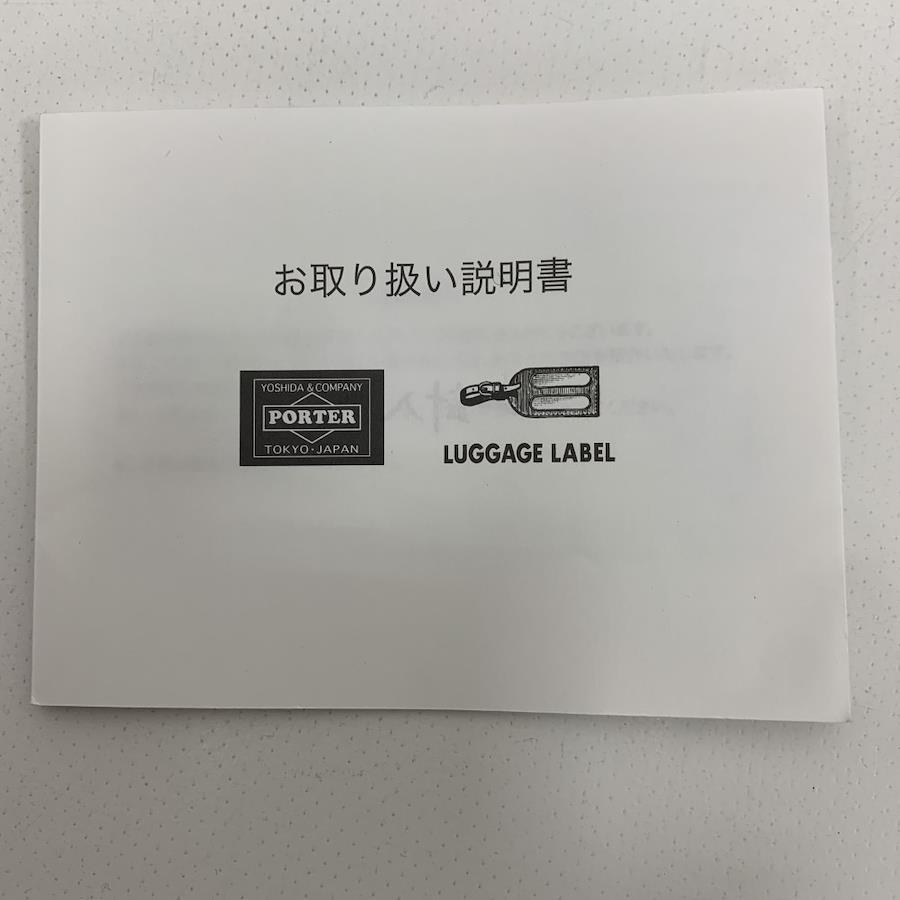 お取り扱い説明書
YOSHIDA & COMPANY
PORTER
TOKYO・JAPAN
LUGGAGE LABEL